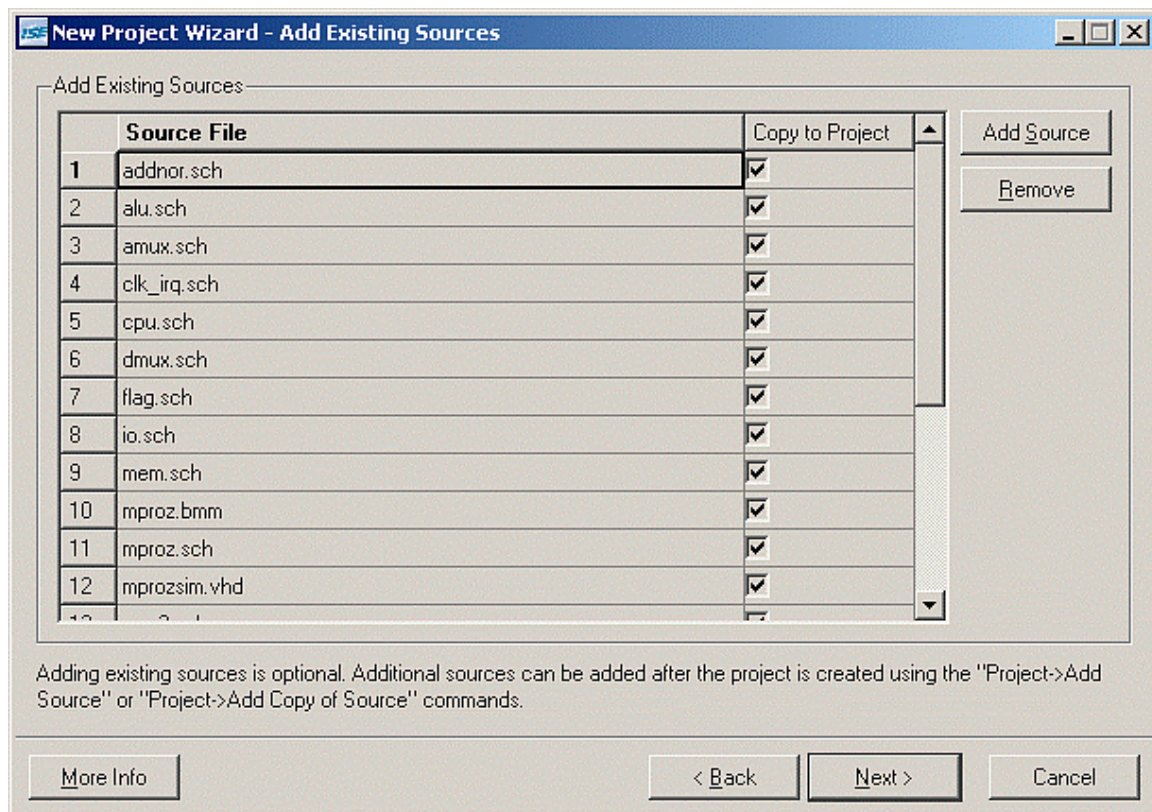 ISE New Project Wizard - Add Existing Sources
Add Existing Sources
Source File Copy to Project
1 addnor.sch
2 alu.sch
3 amux.sch
4 clk_irq.sch
5 cpu.sch
6 dmux.sch
7 flag.sch
8 io.sch
9 mem.sch
10 mproz.bmm
11 mproz.sch
12 mprozsim.vhd
Add Source
Remove
Adding existing sources is optional. Additional sources can be added after the project is created using the "Project->Add
Source" or "Project->Add Copy of Source" commands.
More Info < Back Next > Cancel